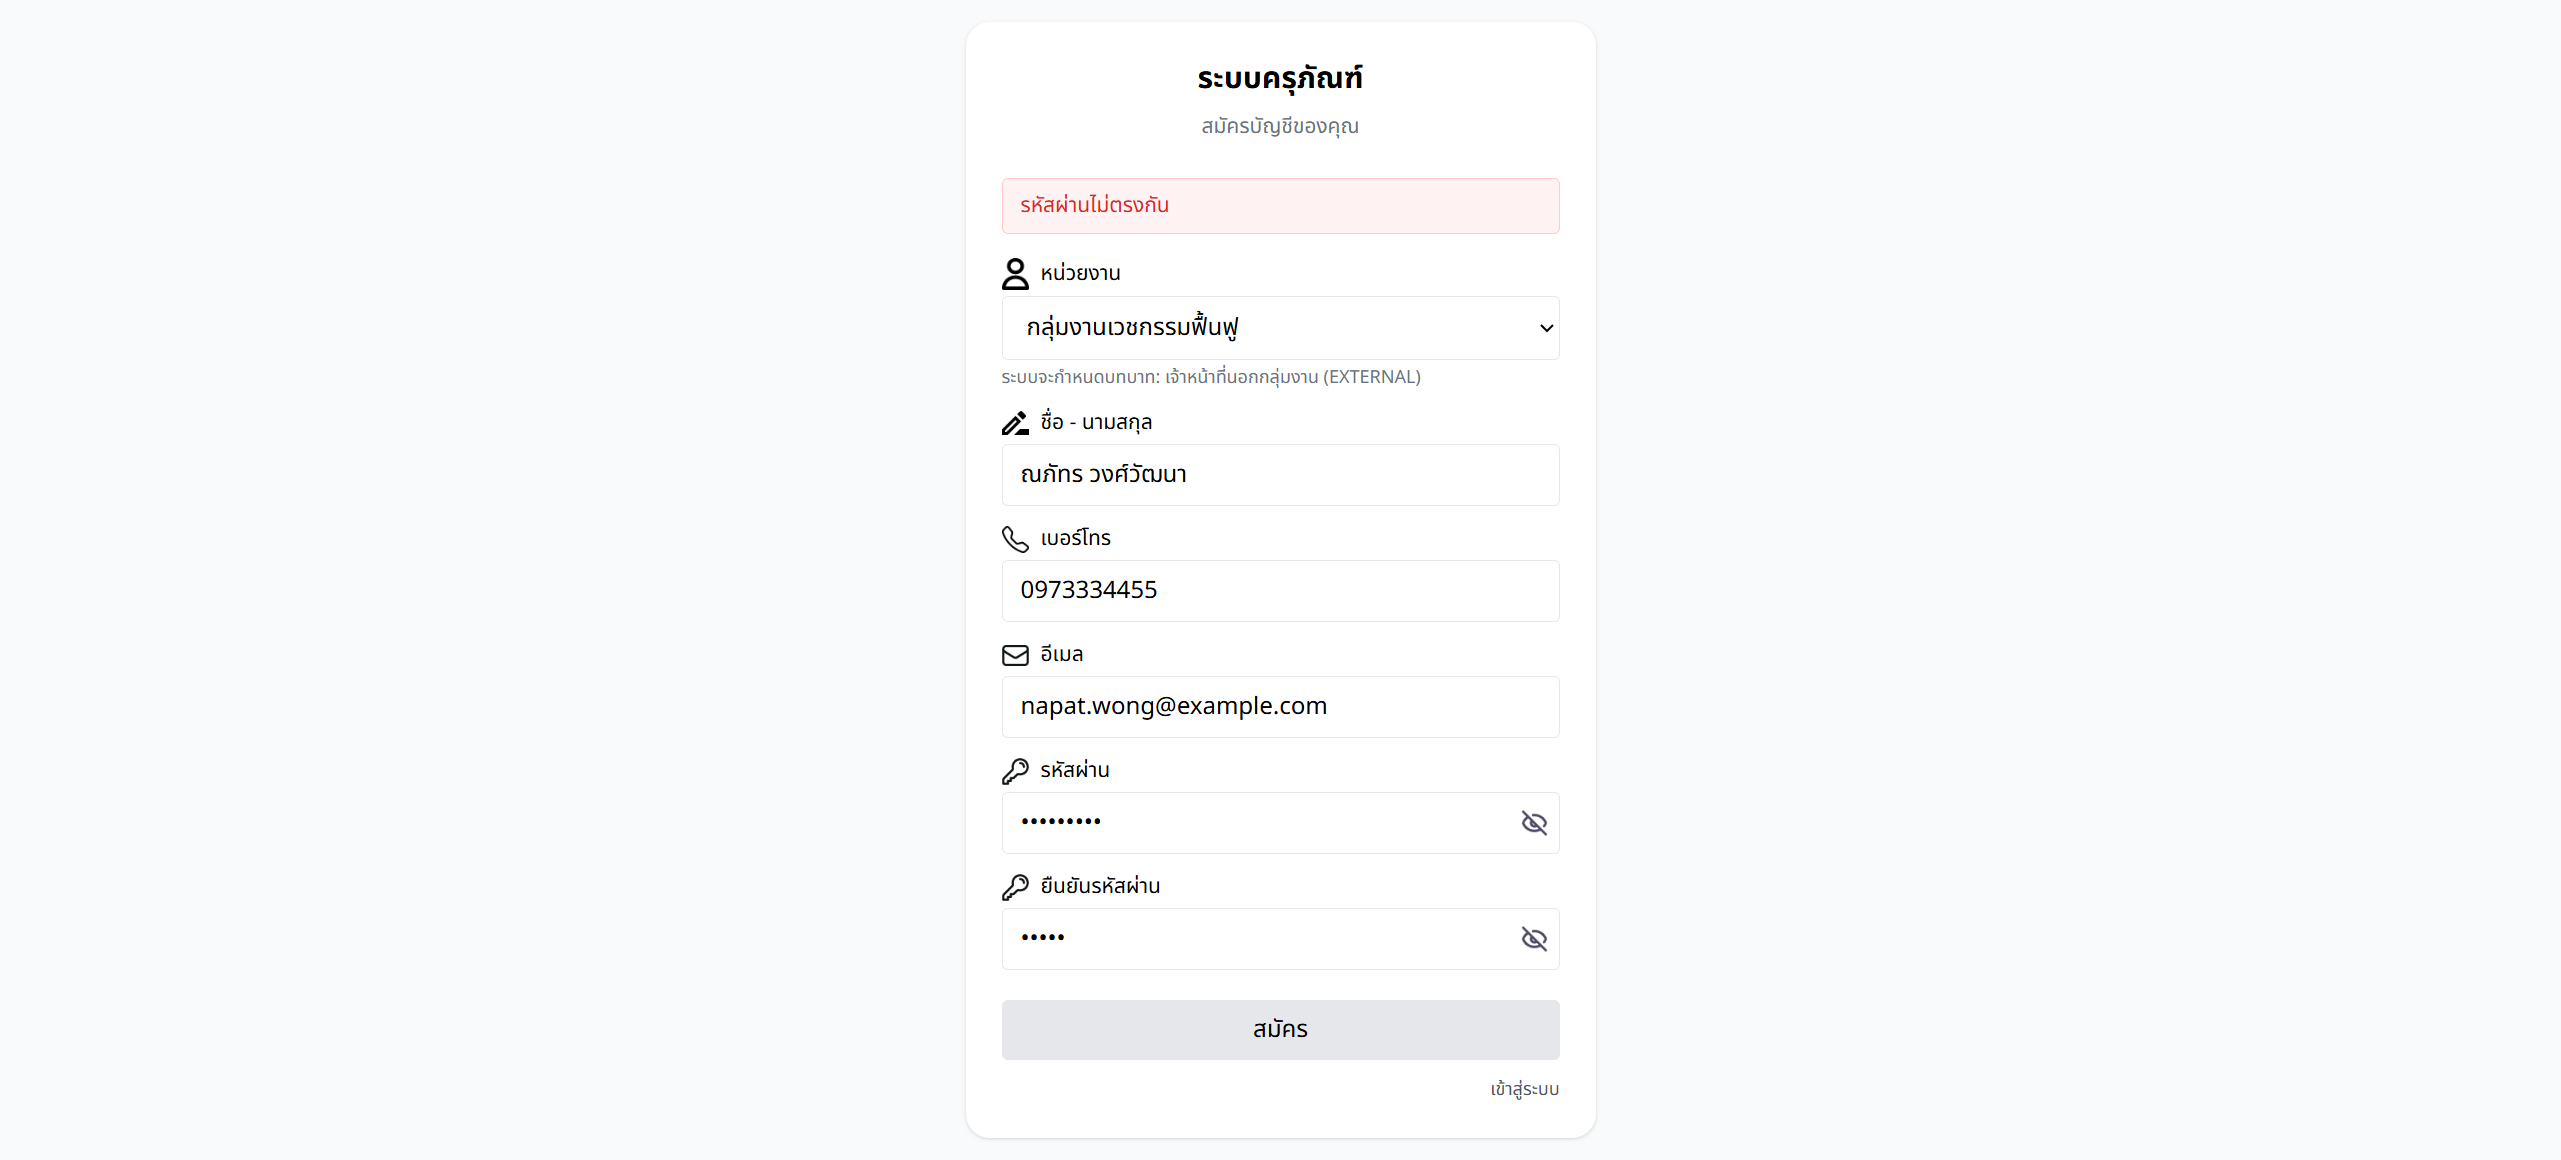 ระบบครุภัณฑ์
สมัครบัญชีของคุณ
รหัสผ่านไม่ตรงกัน
หน่วยงาน
กลุ่มงานเวชกรรมฟื้นฟู
ระบบจะกำหนดบทบาท: เจ้าหน้าที่นอกกลุ่มงาน (EXTERNAL)
ชื่อ - นามสกุล
ณภัทร วงศ์วัฒนา
เบอร์โทร
0973334455
อีเมล
napat.wong@example.com
รหัสผ่าน
•••••••••
ยืนยันรหัสผ่าน
•••••
สมัคร
เข้าสู่ระบบ